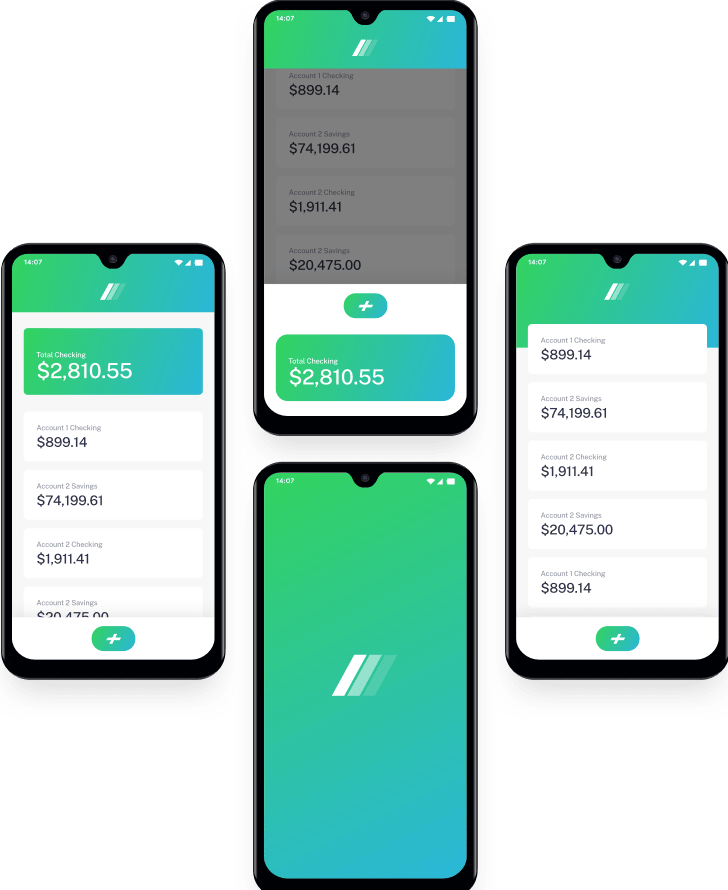 14:07
Account 1 Checking
$899.14
Account 2 Savings
$74,199.61
Account 2 Checking
$1,911.41
Account 2 Savings
$20,475.00
Total Checking
$2,810.55
14:07
Total Checking
$2,810.55
Account 1 Checking
$899.14
Account 2 Savings
$74,199.61
Account 2 Checking
$1,911.41
Account 2 Savings
$20,475.00
14:07
Account 1 Checking
$899.14
Account 2 Savings
$74,199.61
Account 2 Checking
$1,911.41
Account 2 Savings
$20,475.00
Account 1 Checking
$899.14
14:07